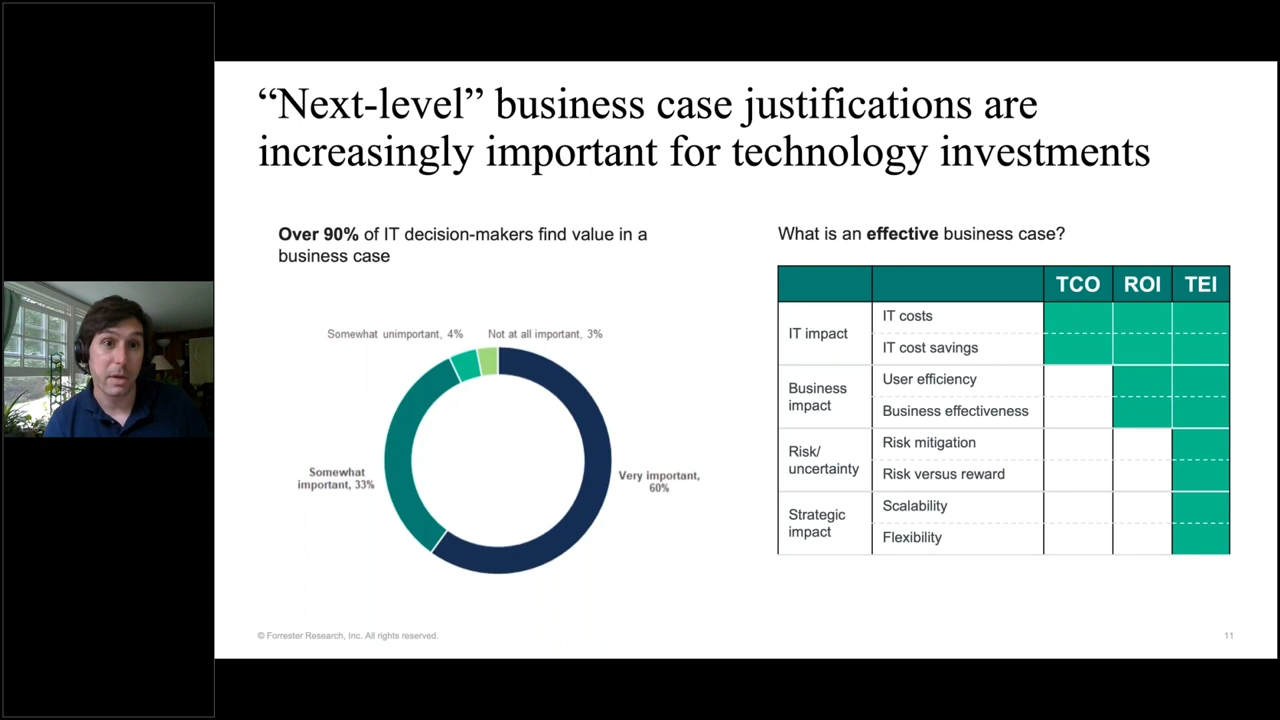 “Next-level” business case justifications are
increasingly important for technology investments
Over 90% of IT decision-makers find value in a
business case
Somewhat unimportant, 4%
Not at all important, 3%
Somewhat
important, 33%
Very important,
60%
What is an effective business case?
TCO ROI TEI
IT impact
IT costs
IT cost savings
Business
impact
User efficiency
Business effectiveness
Risk/
uncertainty
Risk mitigation
Risk versus reward
Strategic
impact
Scalability
Flexibility
© Forrester Research, Inc. All rights reserved.
11